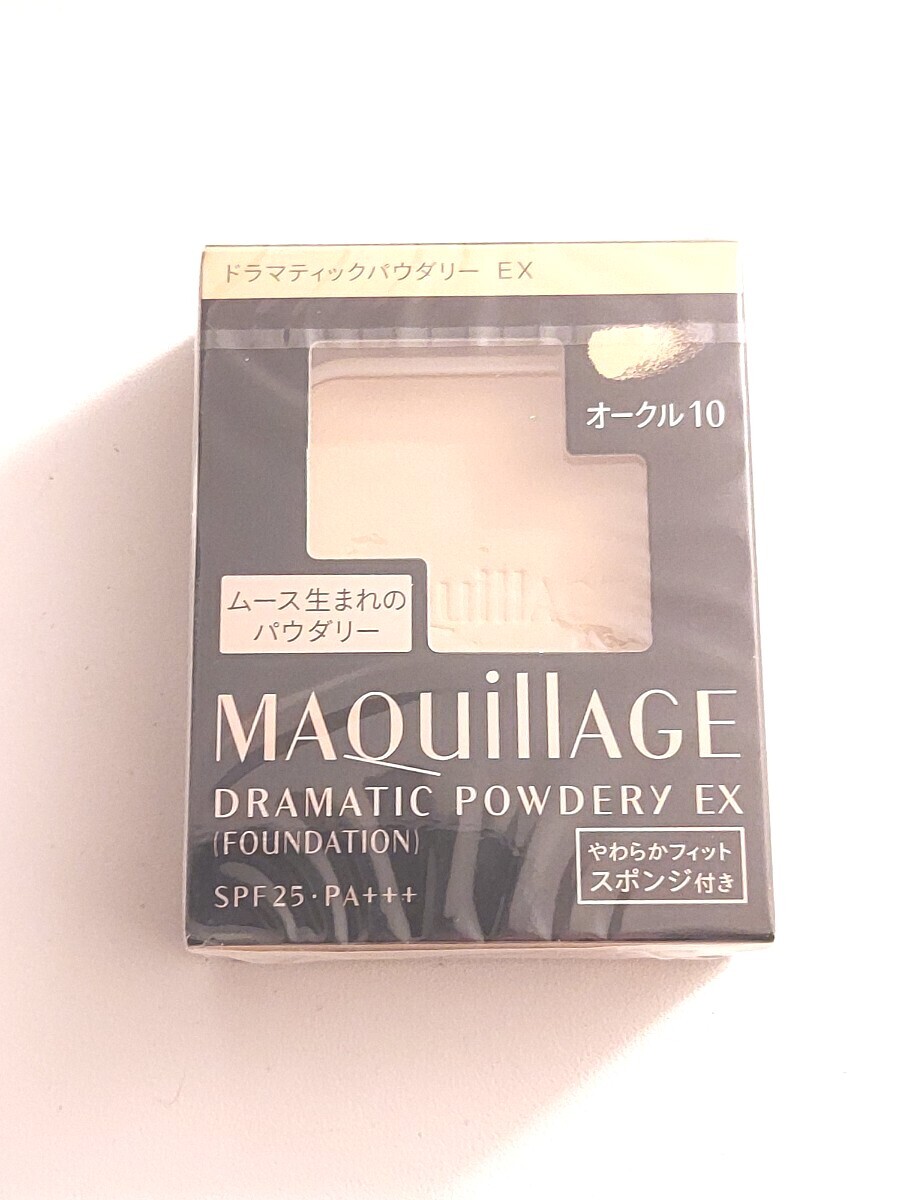 ドラマティックパウダリー EX
オークル10
uillAG
ムース生まれの
パウダリー
MAQuillAGE
DRAMATIC POWDERY EX
(FOUNDATION)
やわらかフィット
スポンジ付き
SPF25・PA+++